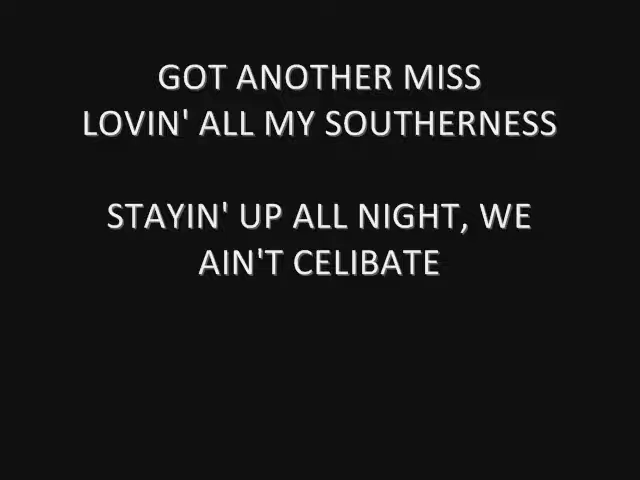 GOT ANOTHER MISS
LOVIN' ALL MY SOUTHERNESS
STAYIN' UP ALL NIGHT, WE
AIN'T CELIBATE